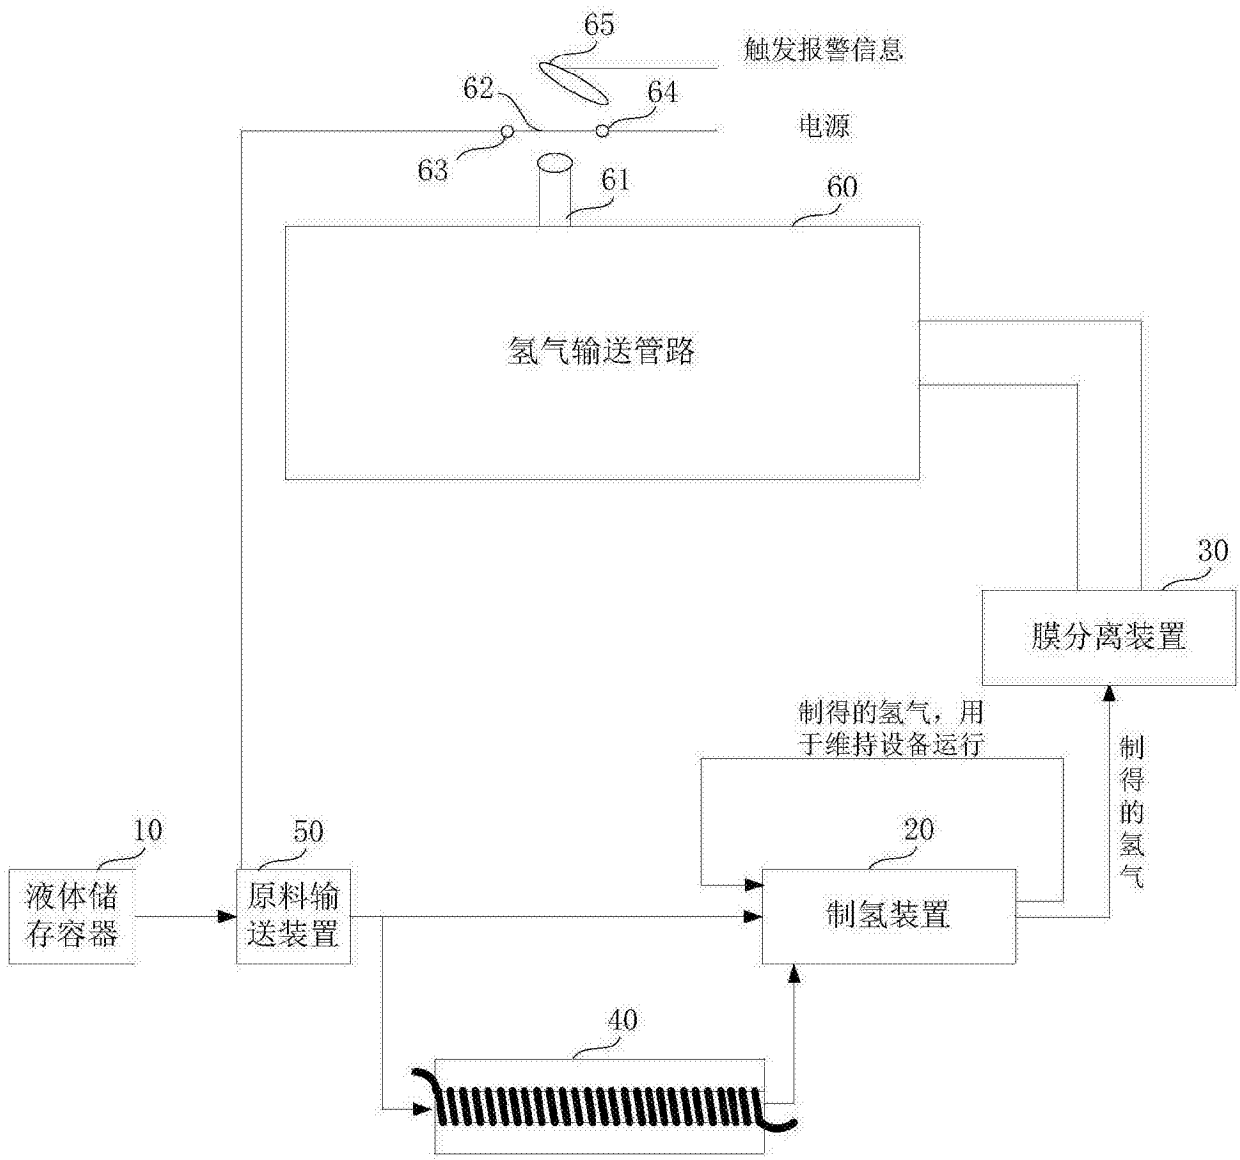 65
触发报警信息
62
64
电源
63
61
60
氢气输送管路
30
膜分离装置
制得的氢气，用
于维持设备运行
制
得
的
氢
气
10
50
20
液体储
存容器
原料输
送装置
制氢装置
40